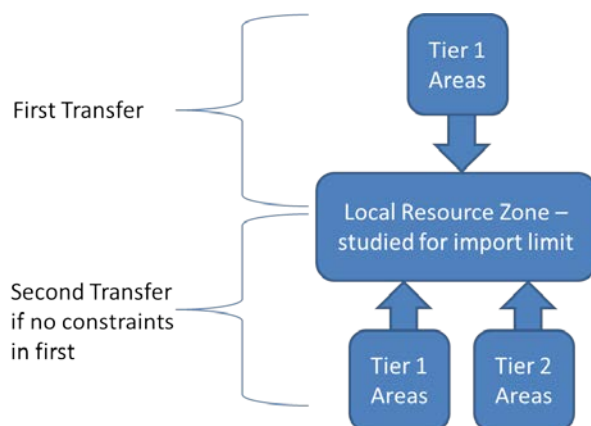 Tier 1
Areas
First Transfer
Local Resource Zone –
studied for import limit
Second Transfer
if no constraints
in first
Tier 1
Areas
Tier 2
Areas